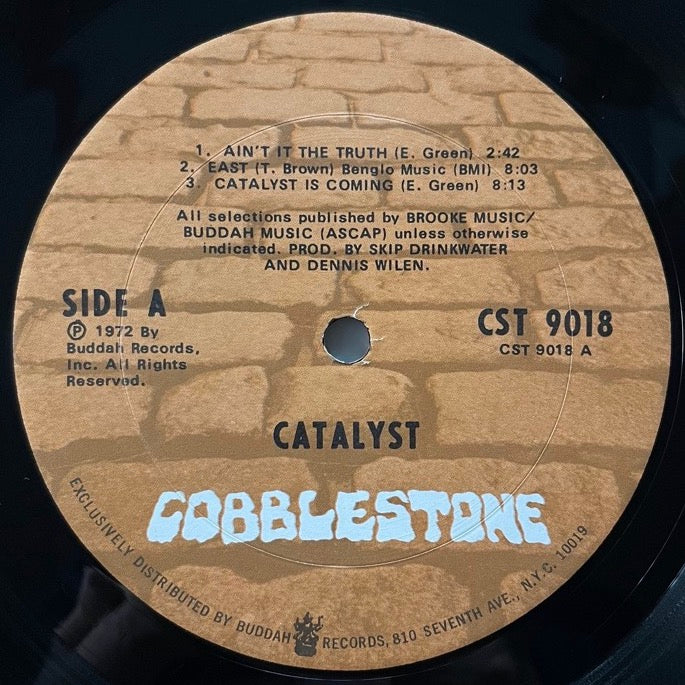 1. AIN'T IT THE TRUTH (E. Green) 2:42
2. EAST (T. Brown) Benglo Music (BMI) 8:03
3. CATALYST IS COMING (E. Green) 8:13
All selections published by BROOKE MUSIC/
BUDDAH MUSIC (ASCAP) unless otherwise
indicated. PROD. BY SKIP DRINKWATER
AND DENNIS WILEN.
SIDE A
Ⓟ 1972 By
Buddah Records,
Inc. All Rights
Reserved.
CST 9018
CST 9018 A
CATALYST
COBBLESTONE
EXCLUSIVELY DISTRIBUTED BY BUDDAH RECORDS, 810 SEVENTH AVE., N.Y.C. 10019